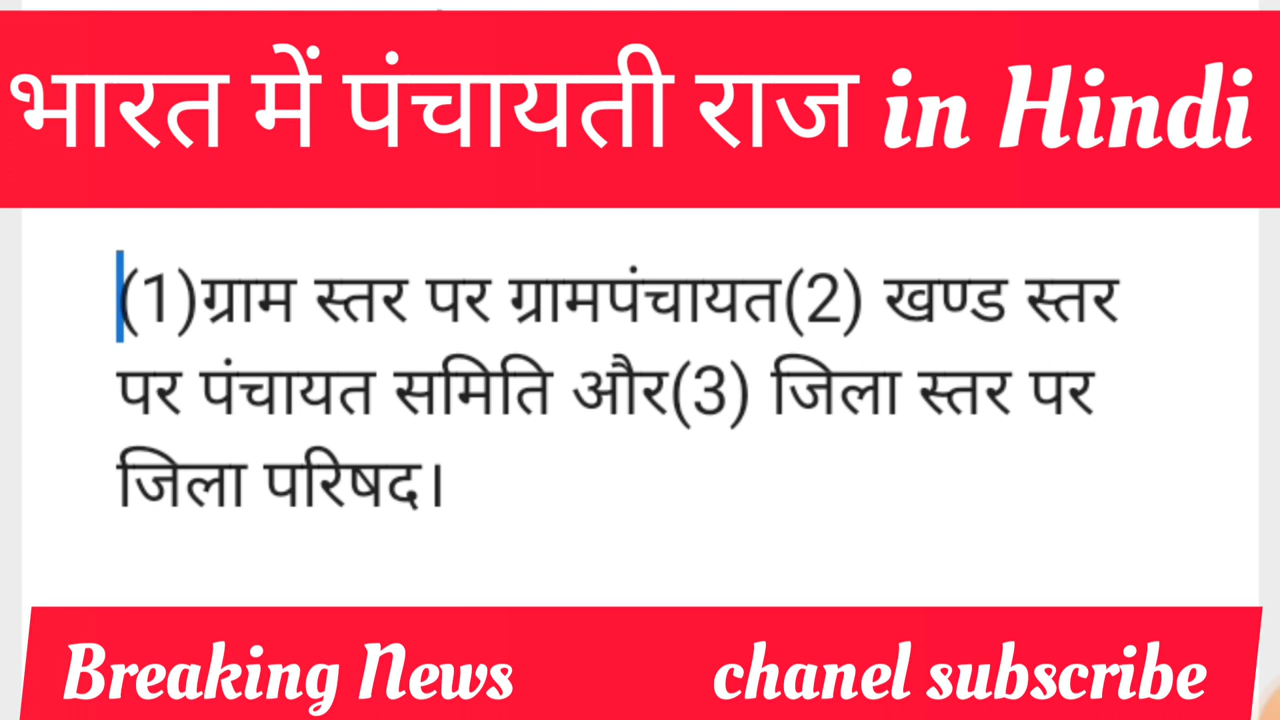 भारत में पंचायती राज in Hindi
(1)ग्राम स्तर पर ग्रामपंचायत(2) खण्ड स्तर
पर पंचायत समिति और(3) जिला स्तर पर
जिला परिषद।
Breaking News
chanel subscribe